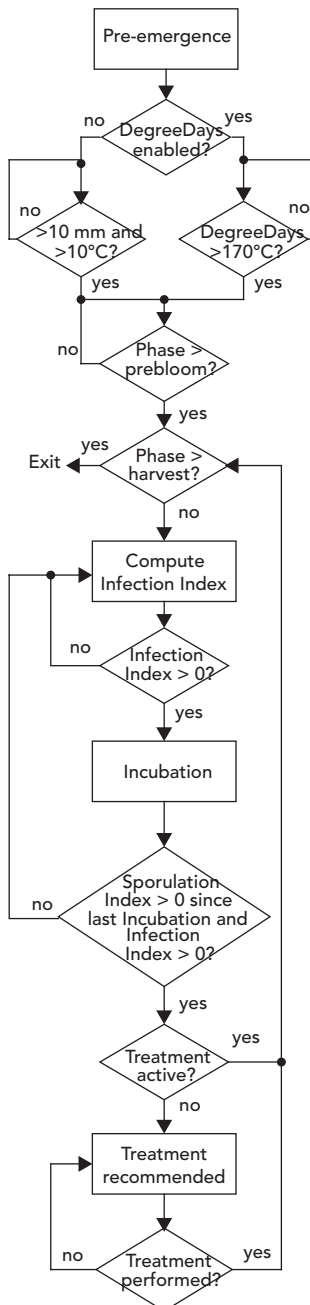 Pre-emergence
no
yes
DegreeDays
enabled?
no
>10 mm and
>10°C?
yes
no
DegreeDays
>170°C?
yes
no
Phase >
prebloom?
yes
yes
Exit
Phase >
harvest?
no
Compute
Infection Index
no
Infection
Index > 0?
yes
Incubation
no
Sporulation
Index > 0 since
last Incubation and
Infection
Index > 0?
yes
yes
Treatment
active?
no
Treatment
recommended
no
yes
Treatment
performed?